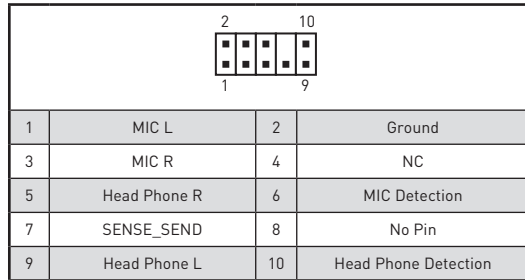 2 10
1 9
1 MIC L 2 Ground
3 MIC R 4 NC
5 Head Phone R 6 MIC Detection
7 SENSE_SEND 8 No Pin
9 Head Phone L 10 Head Phone Detection